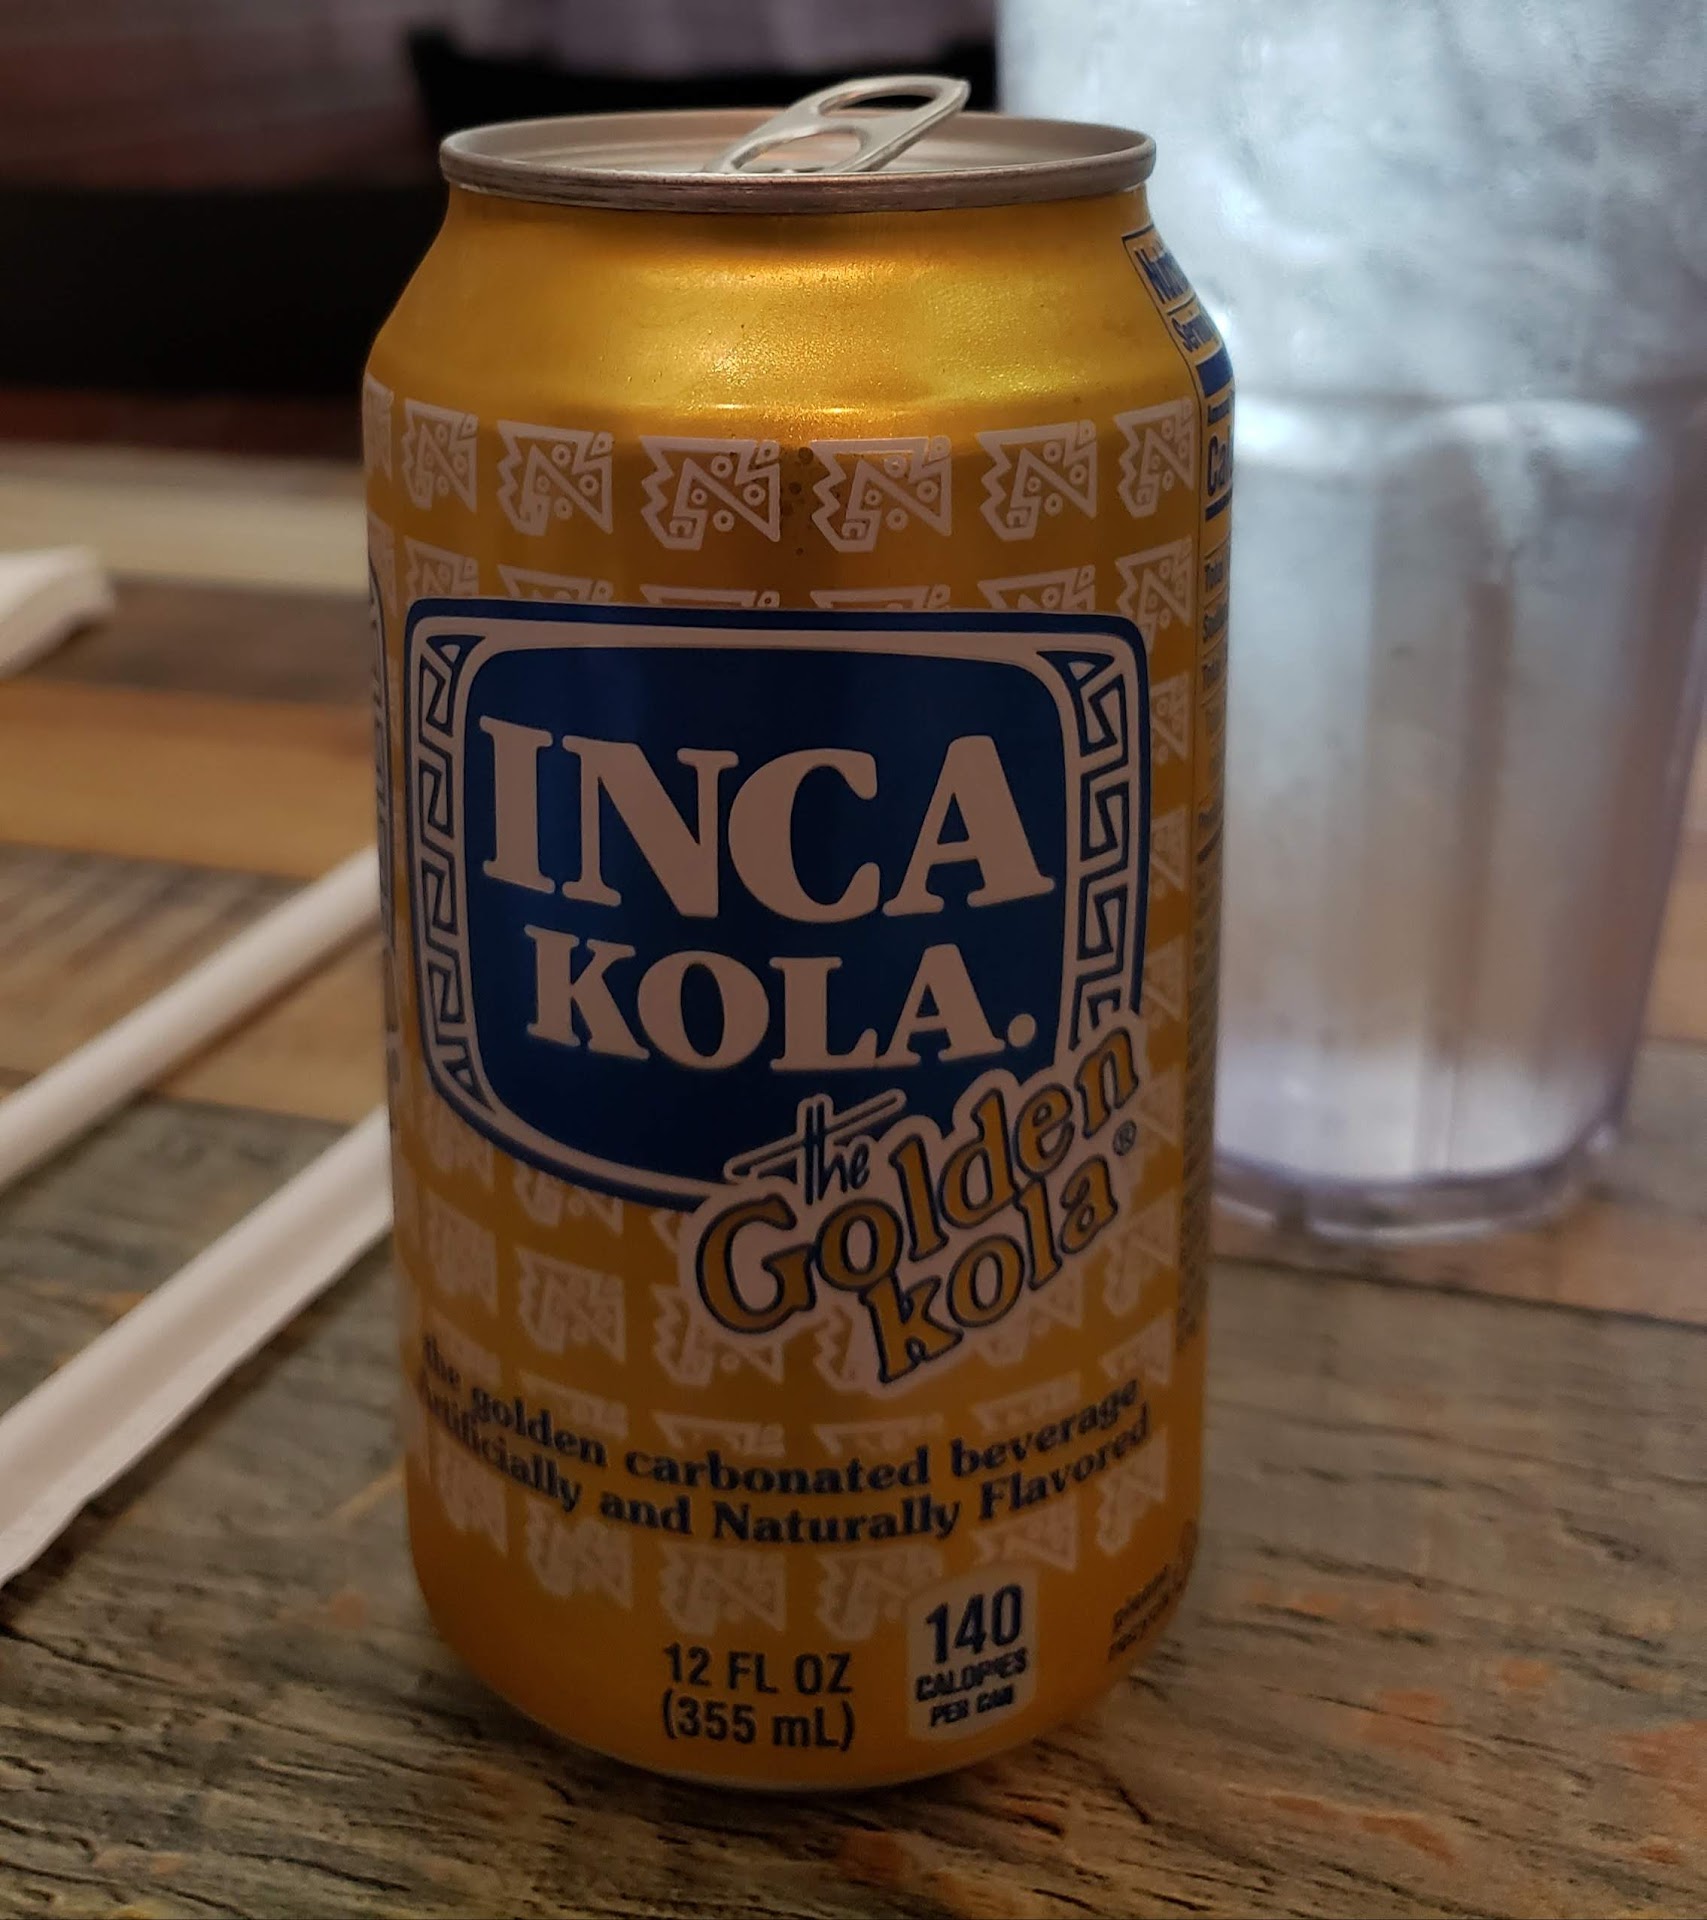 INCA
KOLA.
the
Golden
kola®
the golden carbonated beverage
Artificially and Naturally Flavored
12 FL OZ
(355 mL)
140
CALORIES
PER CAN